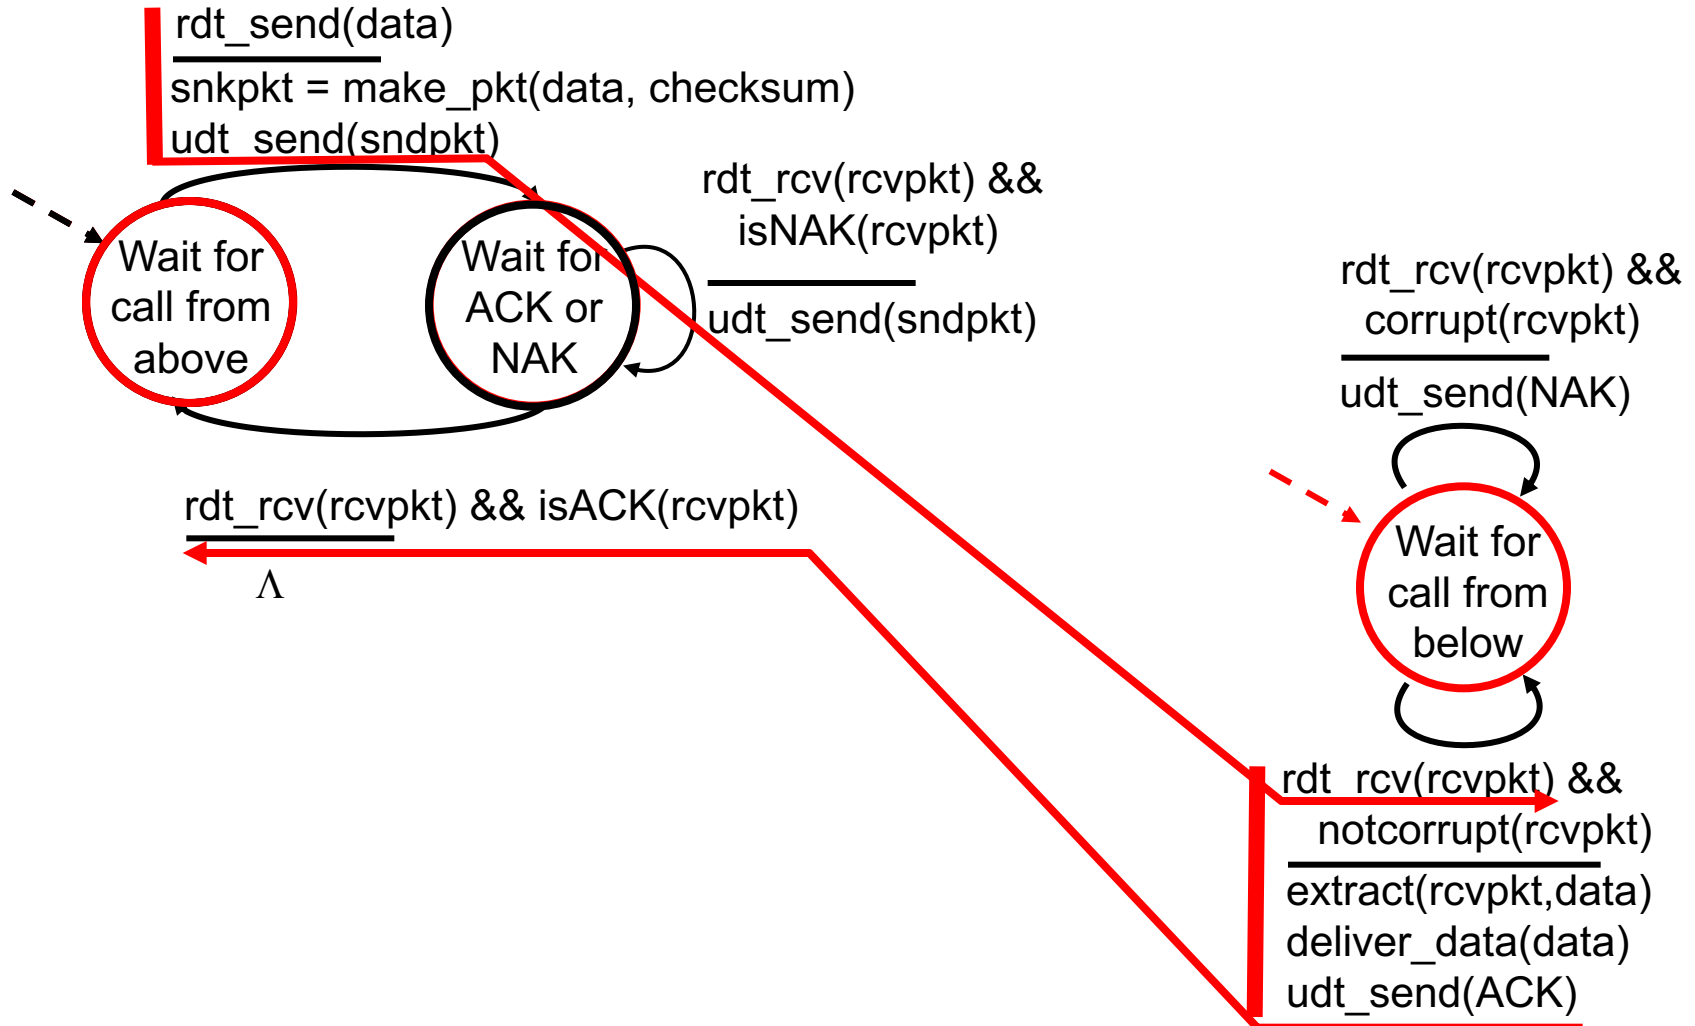 rdt_send(data)
snkpkt = make_pkt(data, checksum)
udt_send(sndpkt)
rdt_rcv(rcvpkt) &&
isNAK(rcvpkt)
udt_send(sndpkt)
Wait for
call from
above
Wait for
ACK or
NAK
rdt_rcv(rcvpkt) && isACK(rcvpkt)
Λ
rdt_rcv(rcvpkt) &&
corrupt(rcvpkt)
udt_send(NAK)
Wait for
call from
below
rdt_rcv(rcvpkt) &&
notcorrupt(rcvpkt)
extract(rcvpkt,data)
deliver_data(data)
udt_send(ACK)